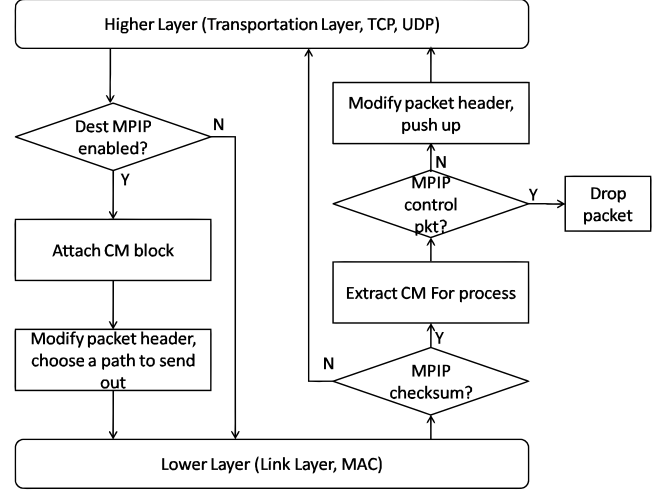 Higher Layer (Transportation Layer, TCP, UDP)
Dest MPIP
enabled?
N
Y
Attach CM block
Modify packet header,
choose a path to send
out
Modify packet header,
push up
N
MPIP
control
pkt?
Y
Drop
packet
Extract CM For process
Y
N
MPIP
checksum?
Lower Layer (Link Layer, MAC)